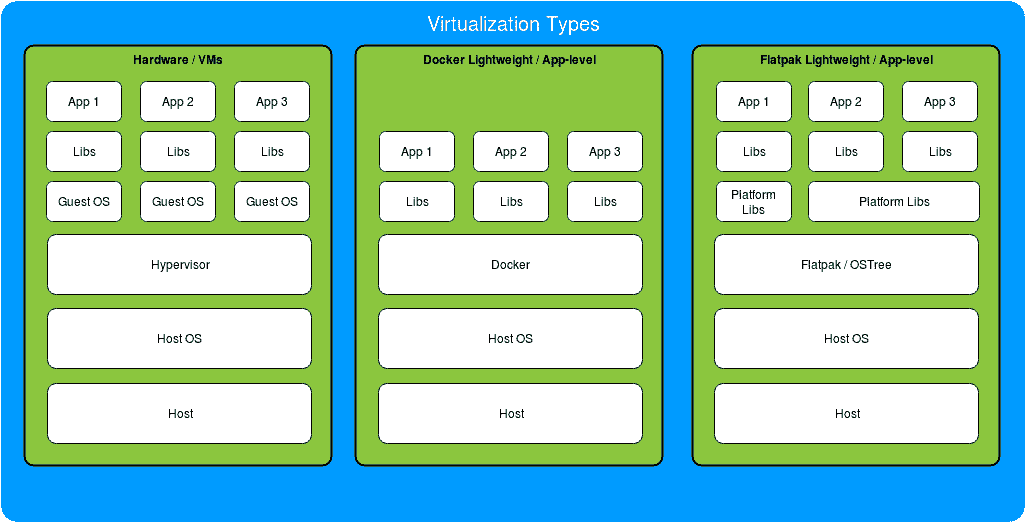 Virtualization Types
Hardware / VMs
App 1
App 2
App 3
Libs
Libs
Libs
Guest OS
Guest OS
Guest OS
Hypervisor
Host OS
Host
Docker Lightweight / App-level
App 1
App 2
App 3
Libs
Libs
Libs
Docker
Host OS
Host
Flatpak Lightweight / App-level
App 1
App 2
App 3
Libs
Libs
Libs
Platform
Libs
Platform Libs
Flatpak / OSTree
Host OS
Host